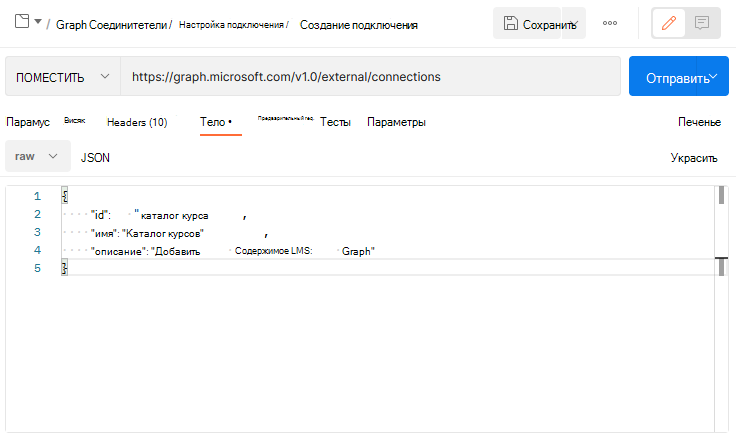 / Graph Соединители / Настройка подключения / Создание подключения Сохранить
ПОМЕСТИТЬ https://graph.microsoft.com/v1.0/external/connections Отправить
Парамус Висяк Headers (10) Тело • Предварительный Тесты Параметры Печенье
raw JSON Украсить
1 {
2 "id": "каталог курса ,
3 "имя": "Каталог курсов" ,
4 "описание": "Добавить Содержимое LMS: Graph"
5 }